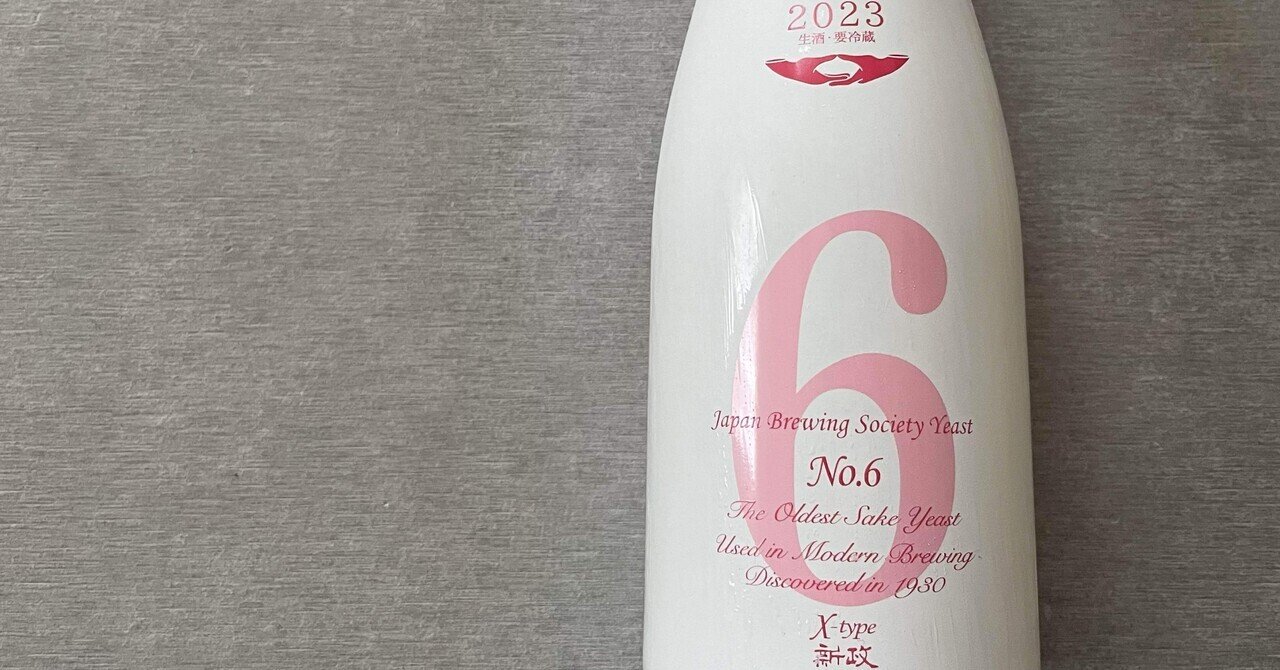 2023
生酒・要冷蔵
6
Japan Brewing Society Yeast
No.6
The Oldest Sake Yeast
Used in Modern Brewing
Discovered in 1930
X-type
新政